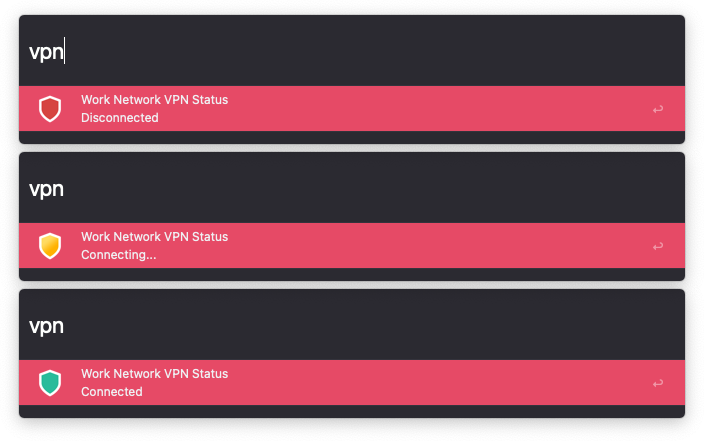 vpn
Work Network VPN Status
Disconnected
vpn
Work Network VPN Status
Connecting...
vpn
Work Network VPN Status
Connected